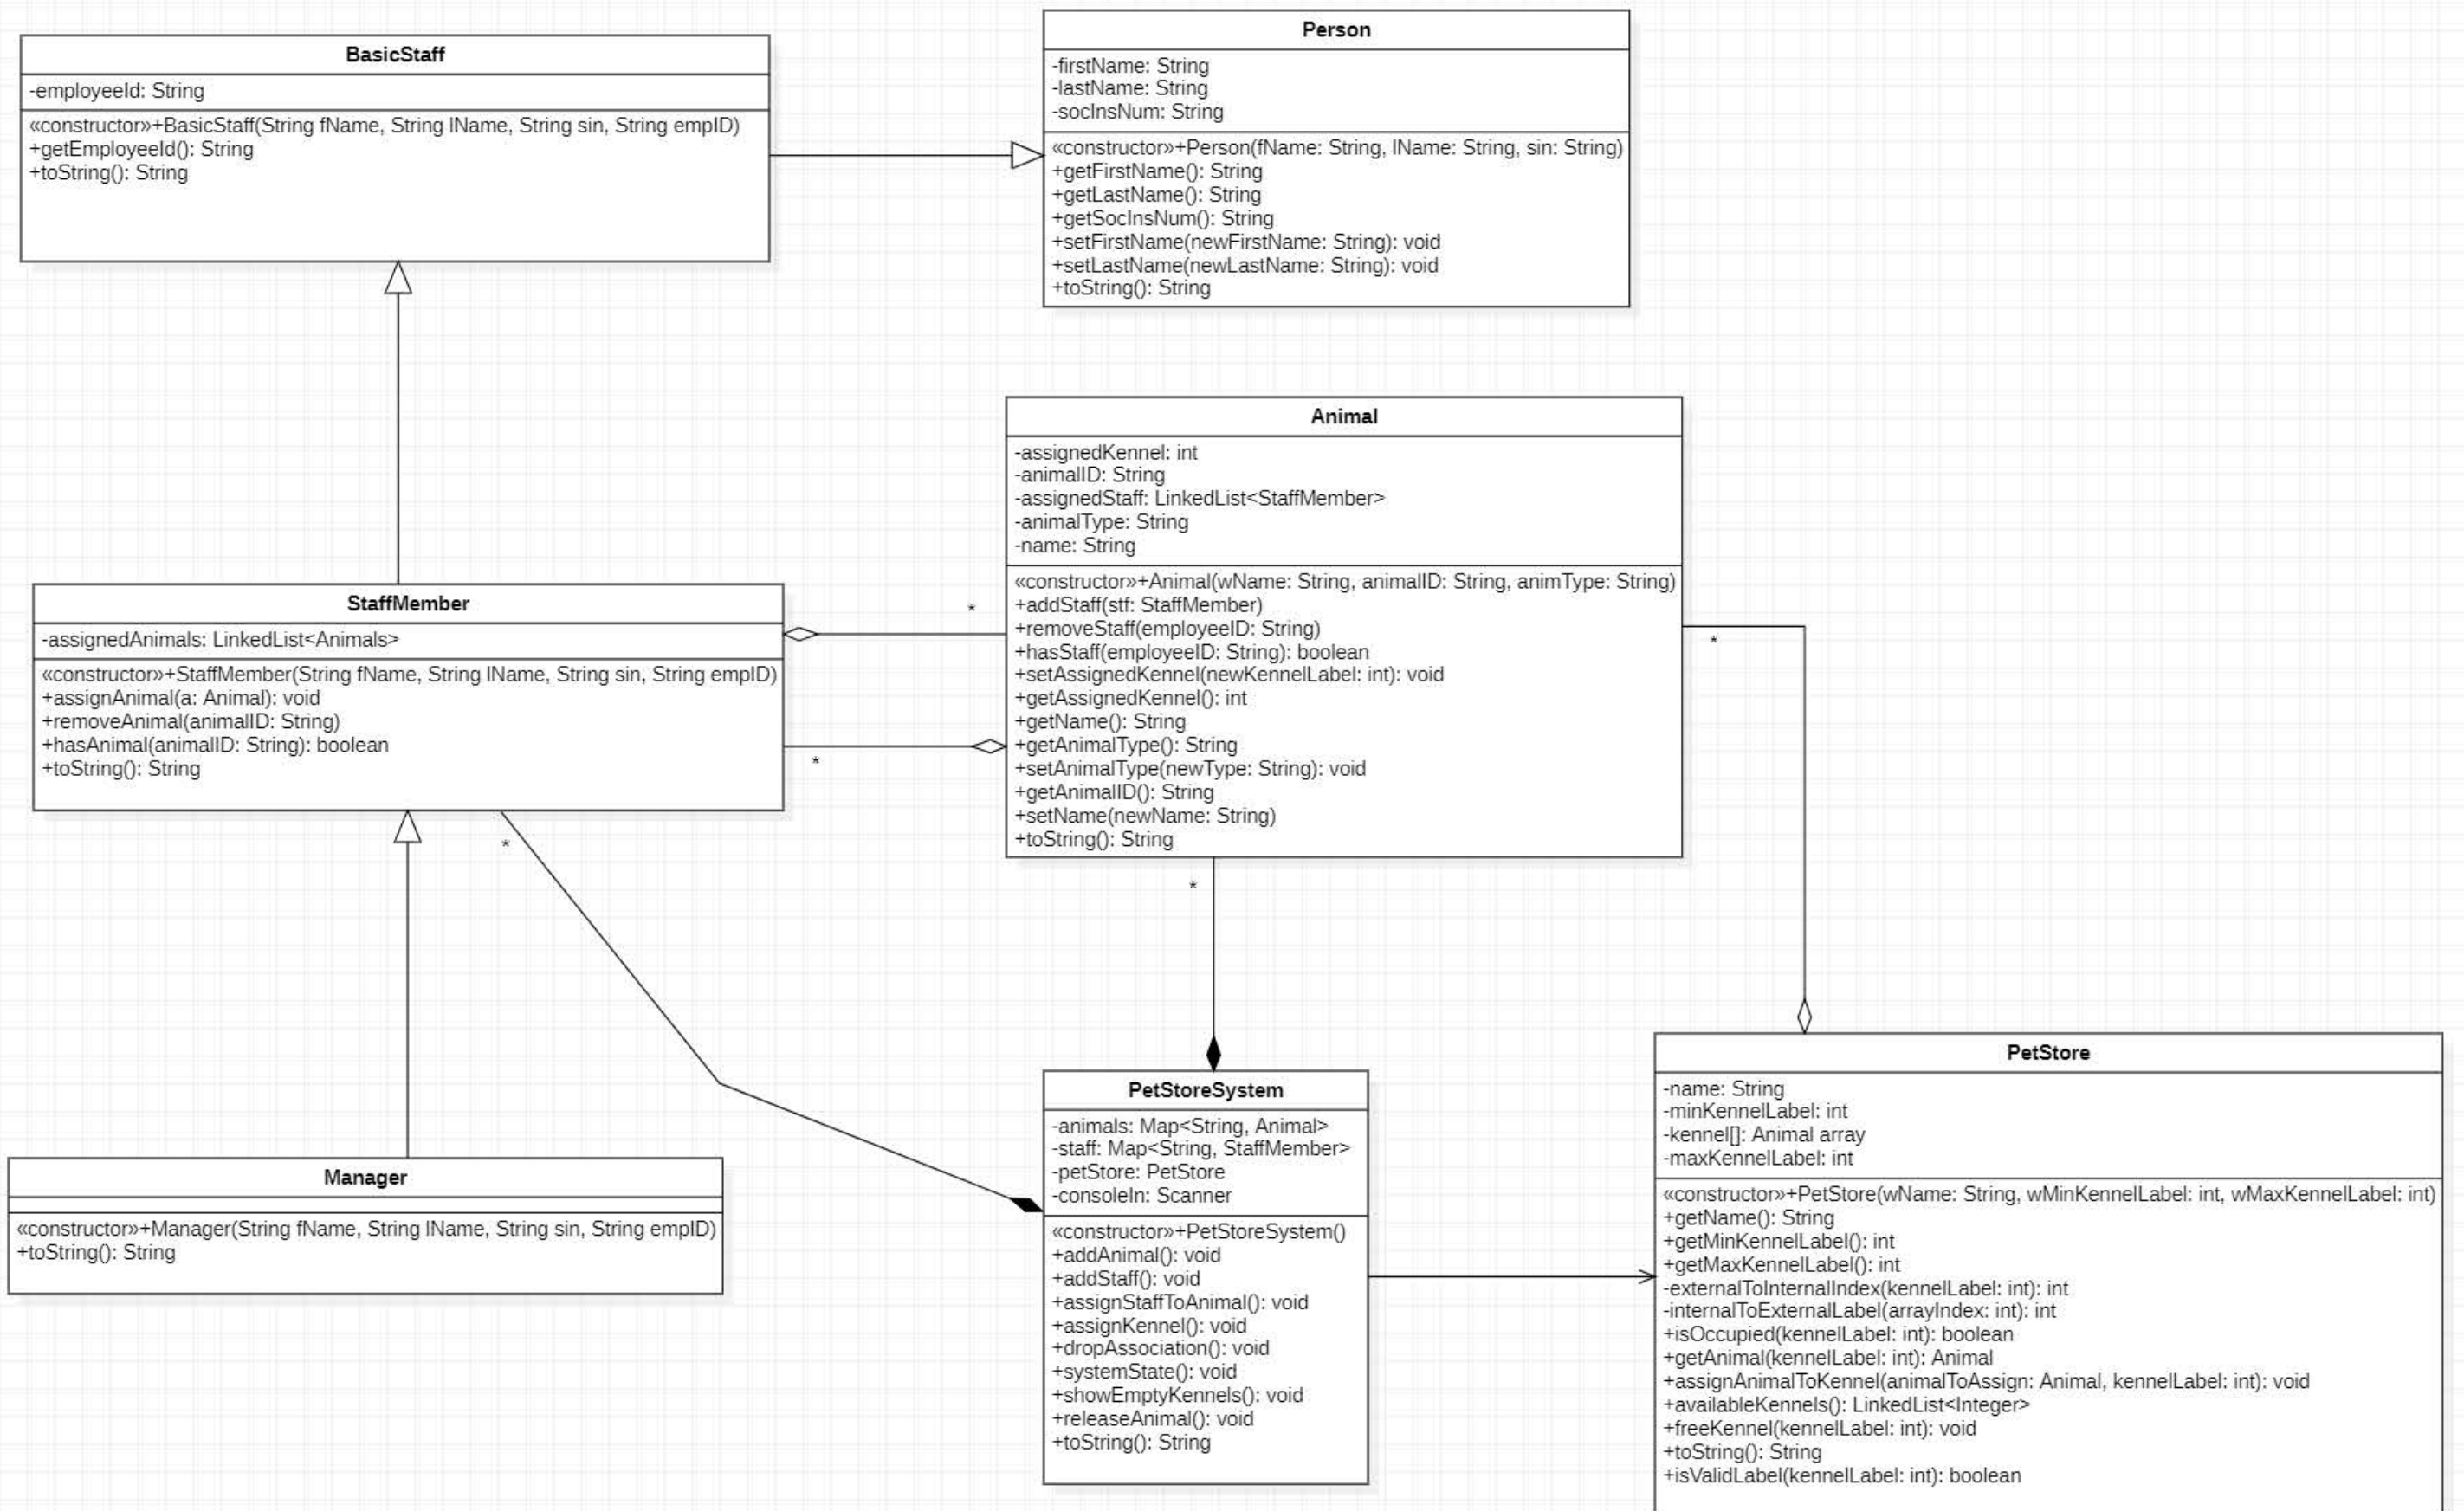 BasicStaff
-employeeId: String
«constructor»+BasicStaff(String fName, String lName, String sin, String empID)
+getEmployeeId(): String
+toString(): String
Person
-firstName: String
-lastName: String
-socInsNum: String
«constructor»+Person(fName: String, lName: String, sin: String)
+getFirstName(): String
+getLastName(): String
+getSocInsNum(): String
+setFirstName(newFirstName: String): void
+setLastName(newLastName: String): void
+toString(): String
Animal
-assignedKennel: int
-animalID: String
-assignedStaff: LinkedList<StaffMember>
-animalType: String
-name: String
«constructor»+Animal(wName: String, animalID: String, animType: String)
+addStaff(stf: StaffMember)
+removeStaff(employeeID: String)
+hasStaff(employeeID: String): boolean
+setAssignedKennel(newKennelLabel: int): void
+getAssignedKennel(): int
+getName(): String
+getAnimalType(): String
+setAnimalType(newType: String): void
+getAnimalID(): String
+setName(newName: String)
+toString(): String
StaffMember
-assignedAnimals: LinkedList<Animals>
«constructor»+StaffMember(String fName, String lName, String sin, String empID)
+assignAnimal(a: Animal): void
+removeAnimal(animalID: String)
+hasAnimal(animalID: String): boolean
+toString(): String
*
*
*
*
*
Manager
«constructor»+Manager(String fName, String lName, String sin, String empID)
+toString(): String
PetStoreSystem
-animals: Map<String, Animal>
-staff: Map<String, StaffMember>
-petStore: PetStore
-consoleIn: Scanner
«constructor»+PetStoreSystem()
+addAnimal(): void
+addStaff(): void
+assignStaffToAnimal(): void
+assignKennel(): void
+dropAssociation(): void
+systemState(): void
+showEmptyKennels(): void
+releaseAnimal(): void
+toString(): String
PetStore
-name: String
-minKennelLabel: int
-kennel[]: Animal array
-maxKennelLabel: int
«constructor»+PetStore(wName: String, wMinKennelLabel: int, wMaxKennelLabel: int)
+getName(): String
+getMinKennelLabel(): int
+getMaxKennelLabel(): int
-externalToInternalIndex(kennelLabel: int): int
-internalToExternalLabel(arrayIndex: int): int
+isOccupied(kennelLabel: int): boolean
+getAnimal(kennelLabel: int): Animal
+assignAnimalToKennel(animalToAssign: Animal, kennelLabel: int): void
+availableKennels(): LinkedList<Integer>
+freeKennel(kennelLabel: int): void
+toString(): String
+isValidLabel(kennelLabel: int): boolean